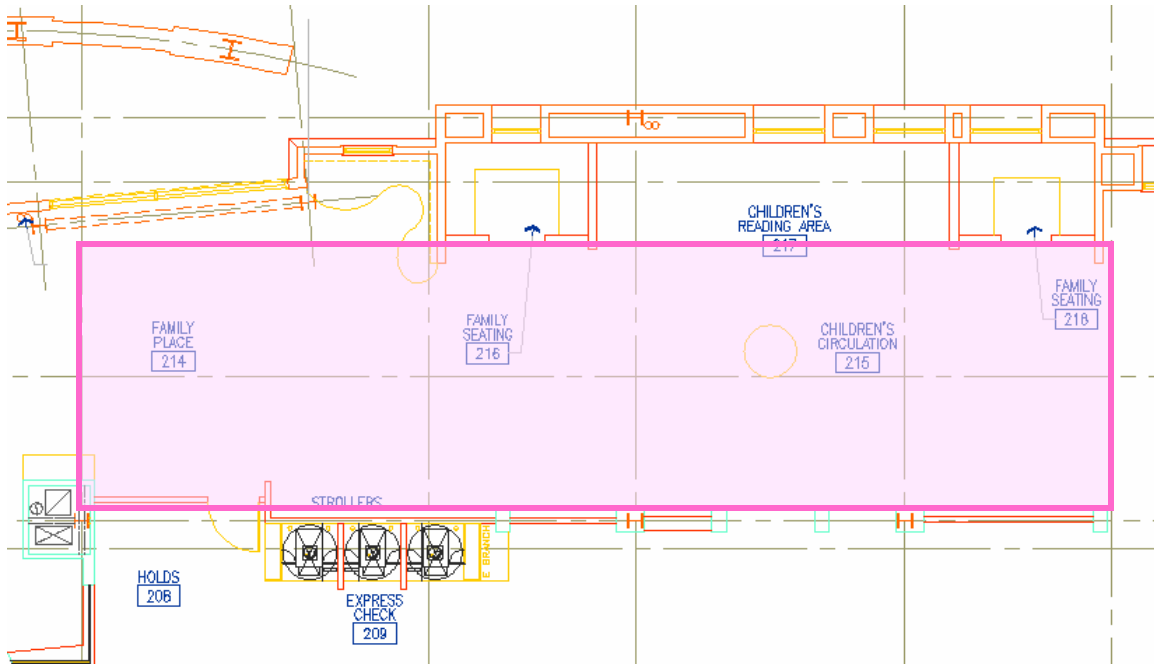 CHILDREN'S
READING AREA
217
FAMILY
PLACE
214
FAMILY
SEATING
216
CHILDREN'S
CIRCULATION
215
FAMILY
SEATING
218
STROLLERS
E BRANCH
HOLDS
208
EXPRESS
CHECK
209